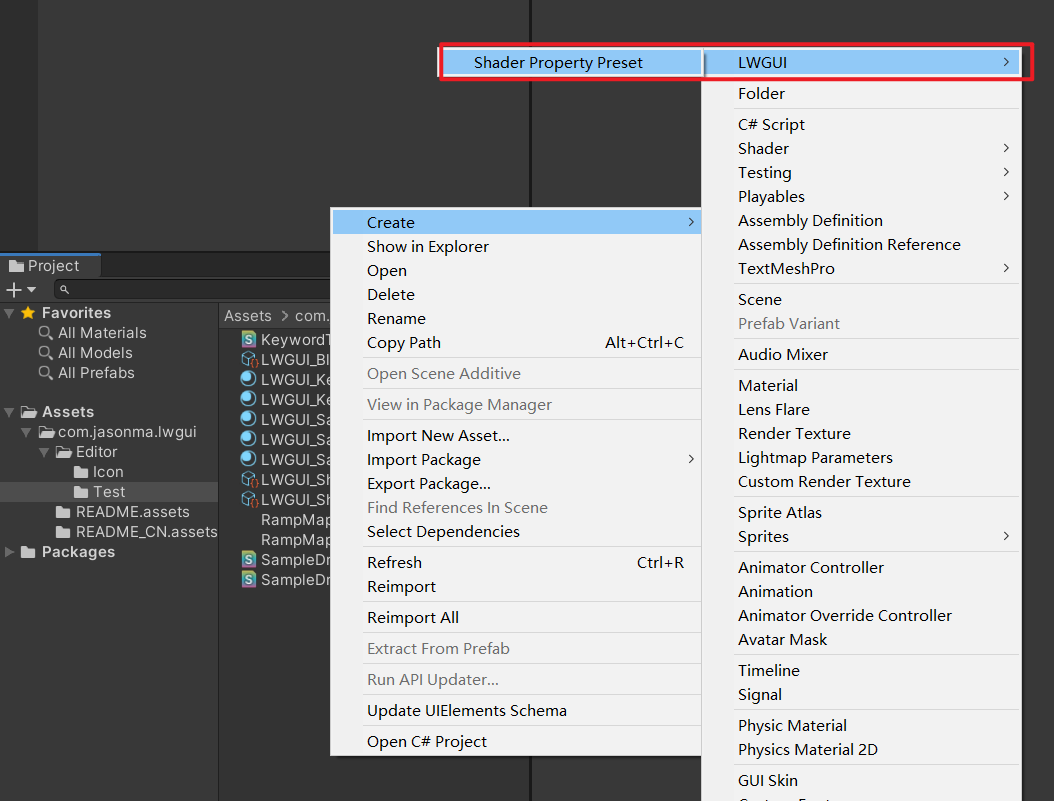 Shader Property Preset
LWGUI
Folder
C# Script
Shader
Testing
Playables
Assembly Definition
Assembly Definition Reference
TextMeshPro
Scene
Prefab Variant
Audio Mixer
Material
Lens Flare
Render Texture
Lightmap Parameters
Custom Render Texture
Sprite Atlas
Sprites
Animator Controller
Animation
Animator Override Controller
Avatar Mask
Timeline
Signal
Physic Material
Physics Material 2D
GUI Skin
Create
Show in Explorer
Open
Delete
Rename
Copy Path Alt+Ctrl+C
Open Scene Additive
View in Package Manager
Import New Asset...
Import Package
Export Package...
Find References In Scene
Select Dependencies
Refresh Ctrl+R
Reimport
Reimport All
Extract From Prefab
Run API Updater...
Update UIElements Schema
Open C# Project
Project
Favorites
All Materials
All Models
All Prefabs
Assets
com.jasonma.lwgui
Editor
Icon
Test
README.assets
README_CN.assets
Packages
Assets > com.
KeywordT
LWGUI_Bl
LWGUI_Ke
LWGUI_Ke
LWGUI_Sa
LWGUI_Sa
LWGUI_Sa
LWGUI_Sh
LWGUI_Sh
RampMap
RampMap
SampleDr
SampleDr